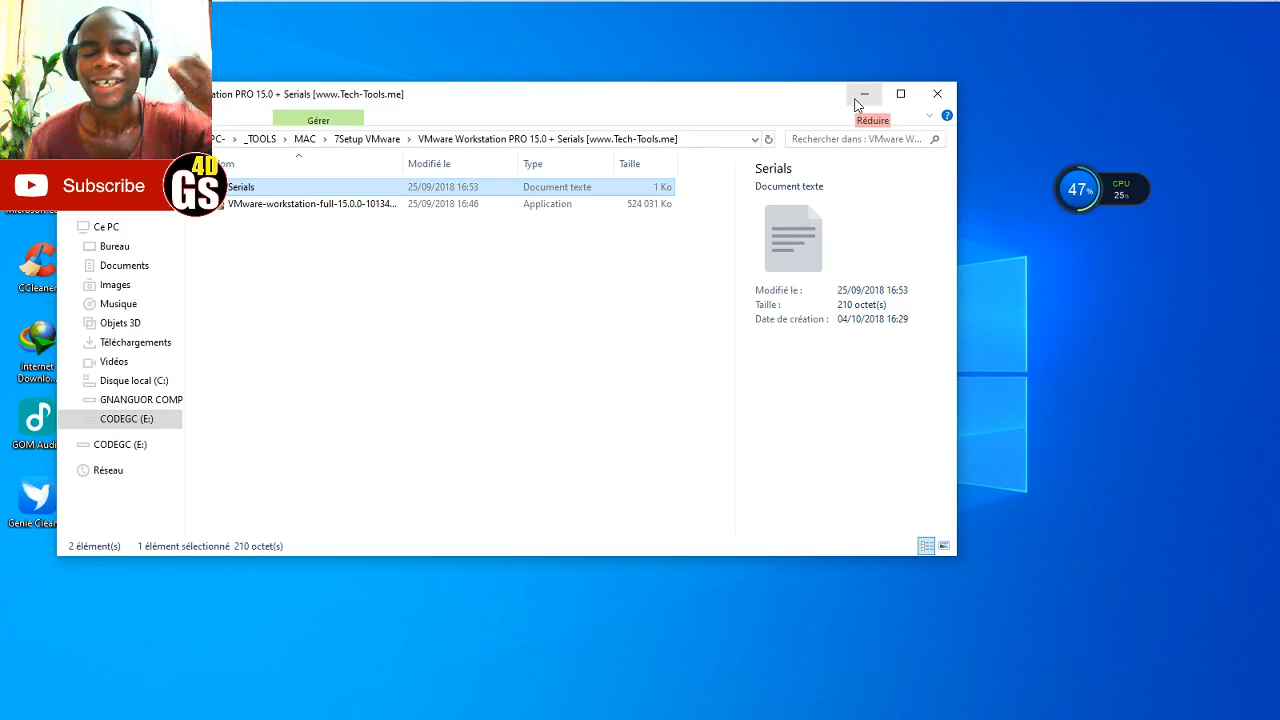 ation PRO 15.0 + Serials [www.Tech-Tools.me]
Gérer
Réduire
PC- > _TOOLS > MAC > 7Setup VMware > VMware Workstation PRO 15.0 + Serials [www.Tech-Tools.me]
Rechercher dans : VMware W...
om
Modifié le
Type
Taille
Serials
25/09/2018 16:53
Document texte
1 Ko
VMware-workstation-full-15.0.0-10134...
25/09/2018 16:46
Application
524 031 Ko
Subscribe
4D
GS
Ce PC
Bureau
Documents
Images
Musique
Objets 3D
Téléchargements
Vidéos
Disque local (C:)
GNANGUOR COMP
CODEGC (E:)
CODEGC (E:)
Réseau
Serials
Document texte
Modifié le : 25/09/2018 16:53
Taille : 210 octet(s)
Date de création : 04/10/2018 16:29
2 élément(s)
1 élément sélectionné 210 octet(s)
CCleaner
Internet
Downlo...
GOM Audi
Genie Clean
47%
CPU
25%